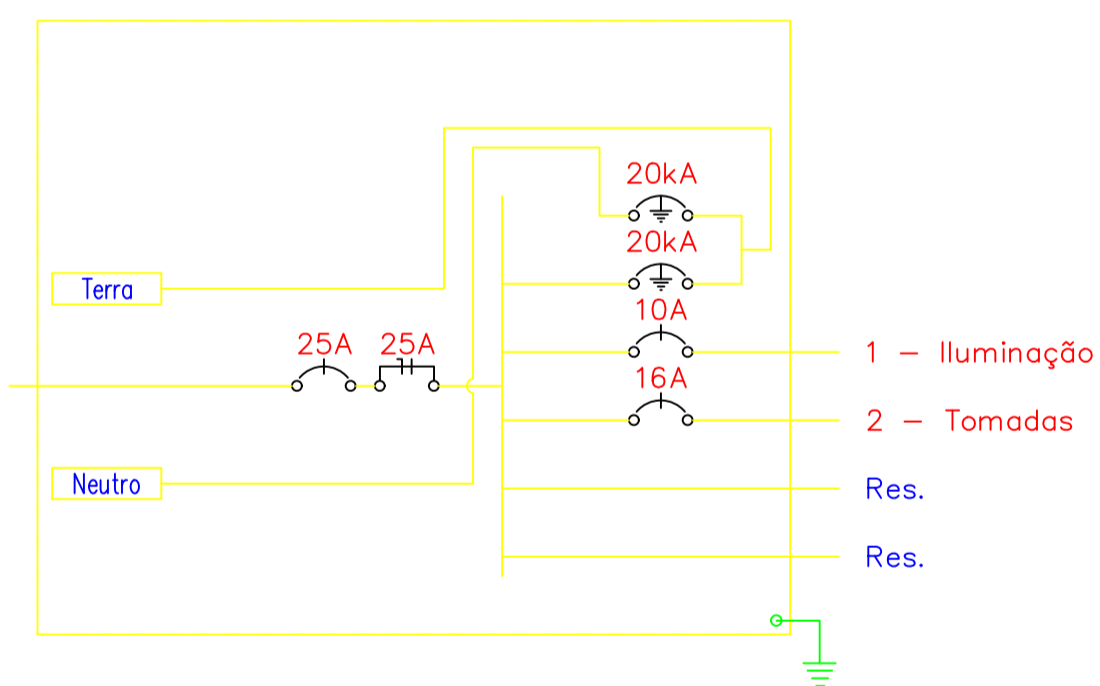 20kA
20kA
Terra
10A
25A 25A
1 – Iluminação
16A
2 – Tomadas
Neutro
Res.
Res.